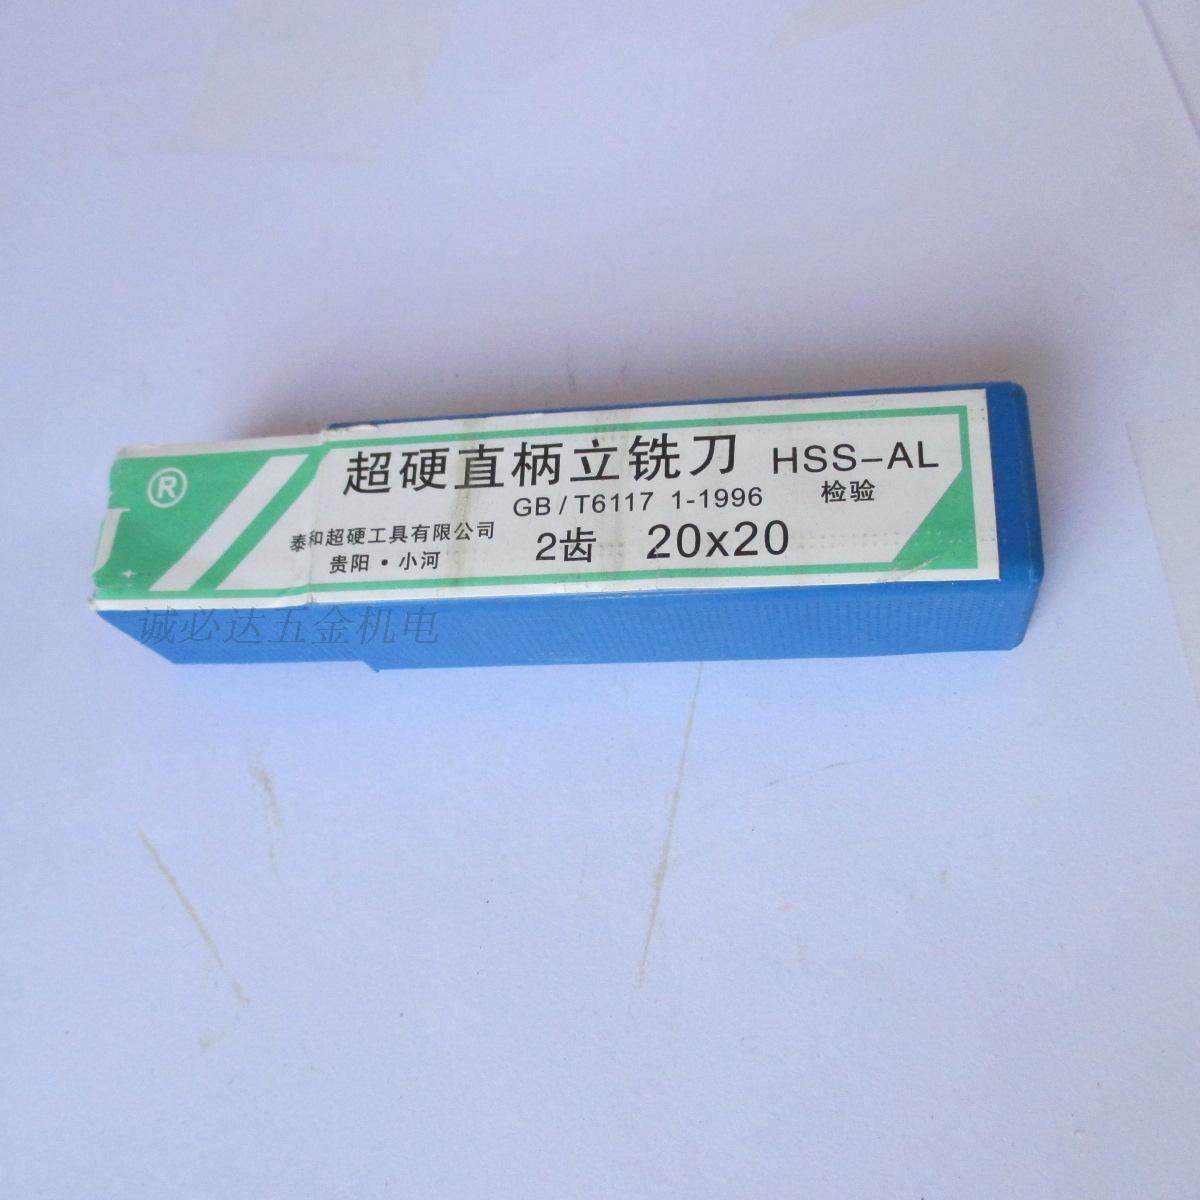 ®
超硬直柄立铣刀 HSS-AL
GB/T6117 1-1996 检验
泰和超硬工具有限公司
2齿 20x20
贵阳·小河
诚必达五金机电